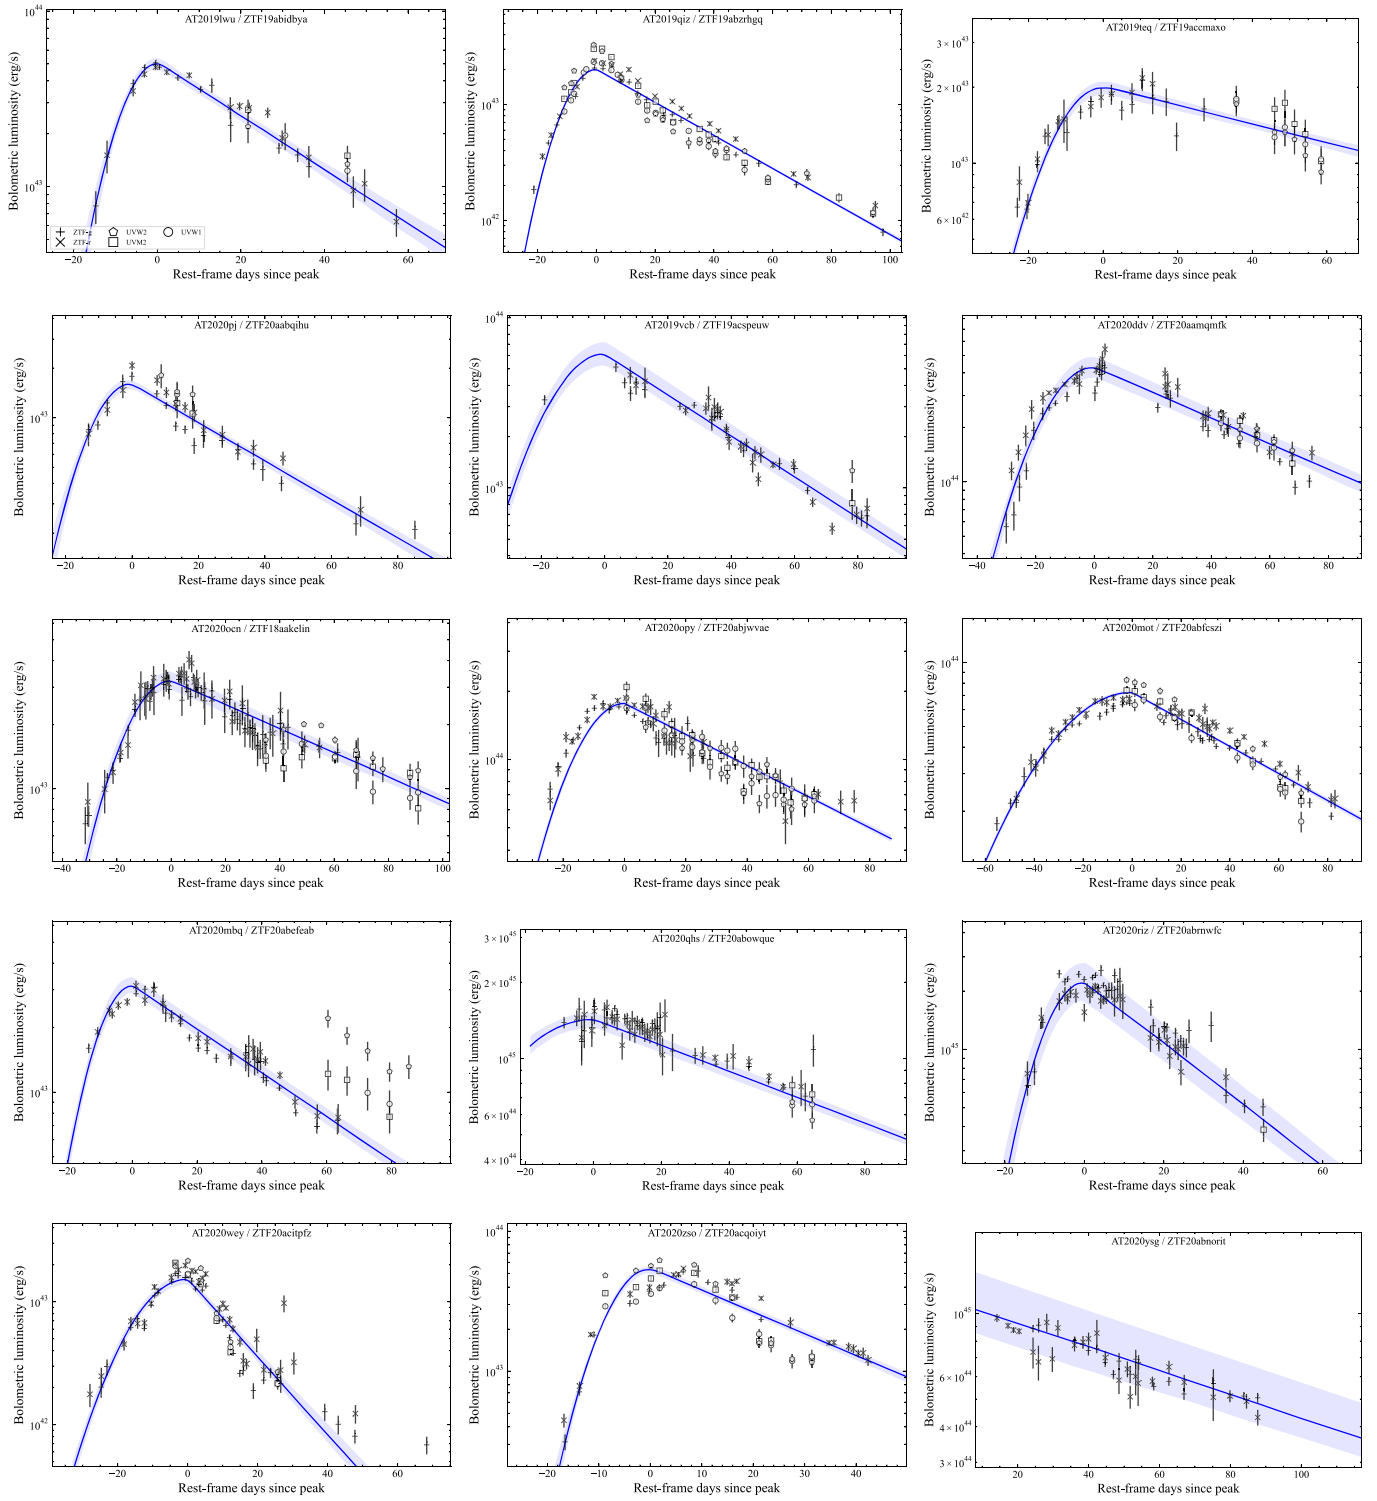 AT2019lwu / ZTF19abidbya
10^44
10^43
Bolometric luminosity (erg/s)
ZTF-g
ZTF-r
UVW2
UVM2
UVW1
−20 0 20 40 60
Rest-frame days since peak
AT2019qiz / ZTF19abzrhgq
10^43
10^42
Bolometric luminosity (erg/s)
−20 0 20 40 60 80 100
Rest-frame days since peak
AT2019teq / ZTF19accmaxo
3 × 10^43
2 × 10^43
10^43
6 × 10^42
Bolometric luminosity (erg/s)
−20 0 20 40 60
Rest-frame days since peak
AT2020pj / ZTF20aabqihu
10^43
Bolometric luminosity (erg/s)
−20 0 20 40 60 80
Rest-frame days since peak
AT2019vcb / ZTF19acspeuw
10^44
10^43
Bolometric luminosity (erg/s)
−20 0 20 40 60 80
Rest-frame days since peak
AT2020ddv / ZTF20aamqmfk
10^44
Bolometric luminosity (erg/s)
−40 −20 0 20 40 60 80
Rest-frame days since peak
AT2020ocn / ZTF18aakelin
10^43
Bolometric luminosity (erg/s)
−40 −20 0 20 40 60 80 100
Rest-frame days since peak
AT2020opy / ZTF20abjwvae
10^44
Bolometric luminosity (erg/s)
−20 0 20 40 60 80
Rest-frame days since peak
AT2020mot / ZTF20abfcszi
10^44
Bolometric luminosity (erg/s)
−60 −40 −20 0 20 40 60 80
Rest-frame days since peak
AT2020mbq / ZTF20abefeab
10^43
Bolometric luminosity (erg/s)
−20 0 20 40 60 80
Rest-frame days since peak
AT2020qhs / ZTF20abowque
3 × 10^45
2 × 10^45
10^45
6 × 10^44
4 × 10^44
Bolometric luminosity (erg/s)
−20 0 20 40 60 80
Rest-frame days since peak
AT2020riz / ZTF20abrnwfc
10^45
Bolometric luminosity (erg/s)
−20 0 20 40 60
Rest-frame days since peak
AT2020wey / ZTF20acitpfz
10^43
10^42
Bolometric luminosity (erg/s)
−20 0 20 40 60
Rest-frame days since peak
AT2020zso / ZTF20acqoiyt
10^44
10^43
Bolometric luminosity (erg/s)
−20 −10 0 10 20 30 40
Rest-frame days since peak
AT2020ysg / ZTF20abnorit
10^45
6 × 10^44
4 × 10^44
3 × 10^44
Bolometric luminosity (erg/s)
20 40 60 80 100
Rest-frame days since peak